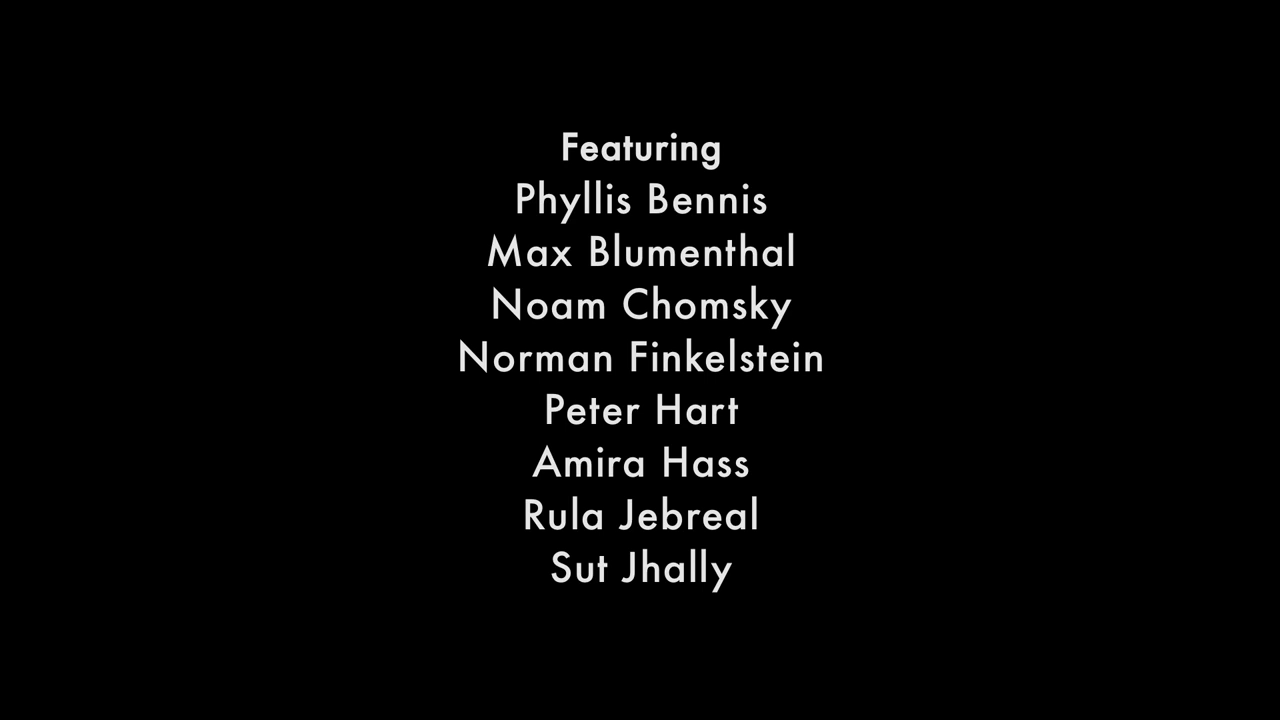 Featuring
Phyllis Bennis
Max Blumenthal
Noam Chomsky
Norman Finkelstein
Peter Hart
Amira Hass
Rula Jebreal
Sut Jhally